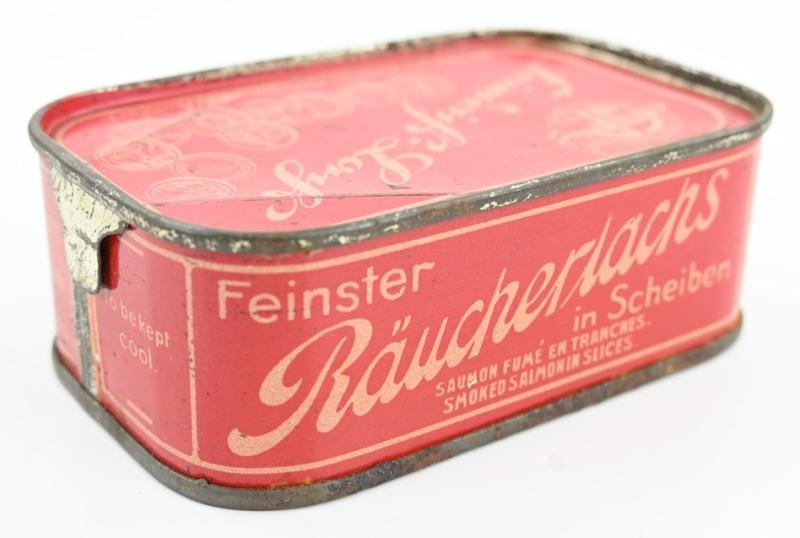 Feinster
Räucherlachs
in Scheiben
SAUMON FUMÉ EN TRANCHES.
SMOKED SALMON IN SLICES.
To be kept
cool.